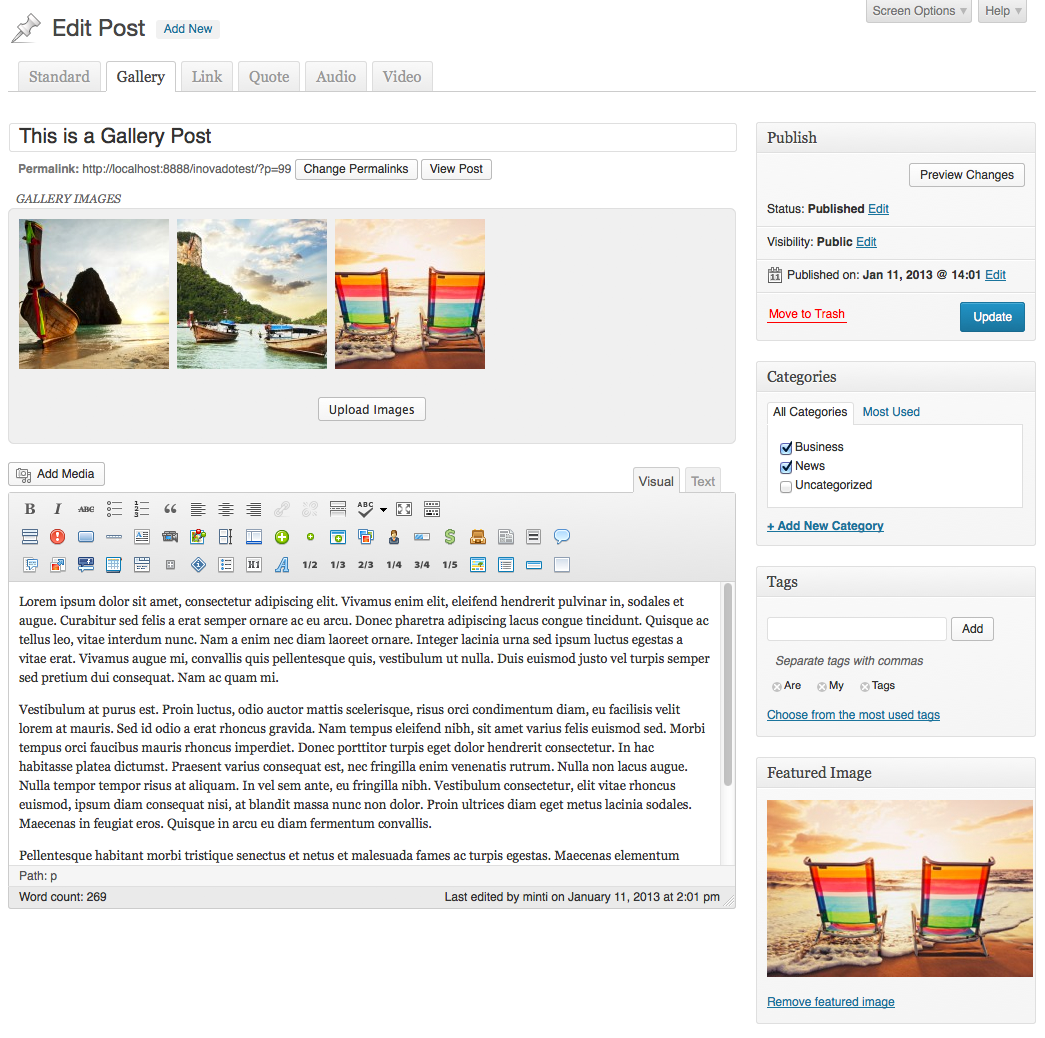 Screen Options Help
Edit Post Add New
Standard Gallery Link Quote Audio Video
This is a Gallery Post
Permalink: http://localhost:8888/inovadotest/?p=99 Change Permalinks View Post
GALLERY IMAGES
Upload Images
Add Media
Visual Text
B I ABC ABC
H1 A 1/2 1/3 2/3 1/4 3/4 1/5
Lorem ipsum dolor sit amet, consectetur adipiscing elit. Vivamus enim elit, eleifend hendrerit pulvinar in, sodales et
augue. Curabitur sed felis a erat semper ornare ac eu arcu. Donec pharetra adipiscing lacus congue tincidunt. Quisque ac
tellus leo, vitae interdum nunc. Nam a enim nec diam laoreet ornare. Integer lacinia urna sed ipsum luctus egestas a
vitae erat. Vivamus augue mi, convallis quis pellentesque quis, vestibulum ut nulla. Duis euismod justo vel turpis semper
sed pretium dui consequat. Nam ac quam mi.
Vestibulum at purus est. Proin luctus, odio auctor mattis scelerisque, risus orci condimentum diam, eu facilisis velit
lorem at mauris. Sed id odio a erat rhoncus gravida. Nam tempus eleifend nibh, sit amet varius felis euismod sed. Morbi
tempus orci faucibus mauris rhoncus imperdiet. Donec porttitor turpis eget dolor hendrerit consectetur. In hac
habitasse platea dictumst. Praesent varius consequat est, nec fringilla enim venenatis rutrum. Nulla non lacus augue.
Nulla tempor tempor risus at aliquam. In vel sem ante, eu fringilla nibh. Vestibulum consectetur, elit vitae rhoncus
euismod, ipsum diam consequat nisi, at blandit massa nunc non dolor. Proin ultrices diam eget metus lacinia sodales.
Maecenas in feugiat eros. Quisque in arcu eu diam fermentum convallis.
Pellentesque habitant morbi tristique senectus et netus et malesuada fames ac turpis egestas. Maecenas elementum
Path: p
Word count: 269 Last edited by minti on January 11, 2013 at 2:01 pm
Publish
Preview Changes
Status: Published Edit
Visibility: Public Edit
11 Published on: Jan 11, 2013 @ 14:01 Edit
Move to Trash Update
Categories
All Categories Most Used
Business
News
Uncategorized
+ Add New Category
Tags
Add
Separate tags with commas
Are My Tags
Choose from the most used tags
Featured Image
Remove featured image